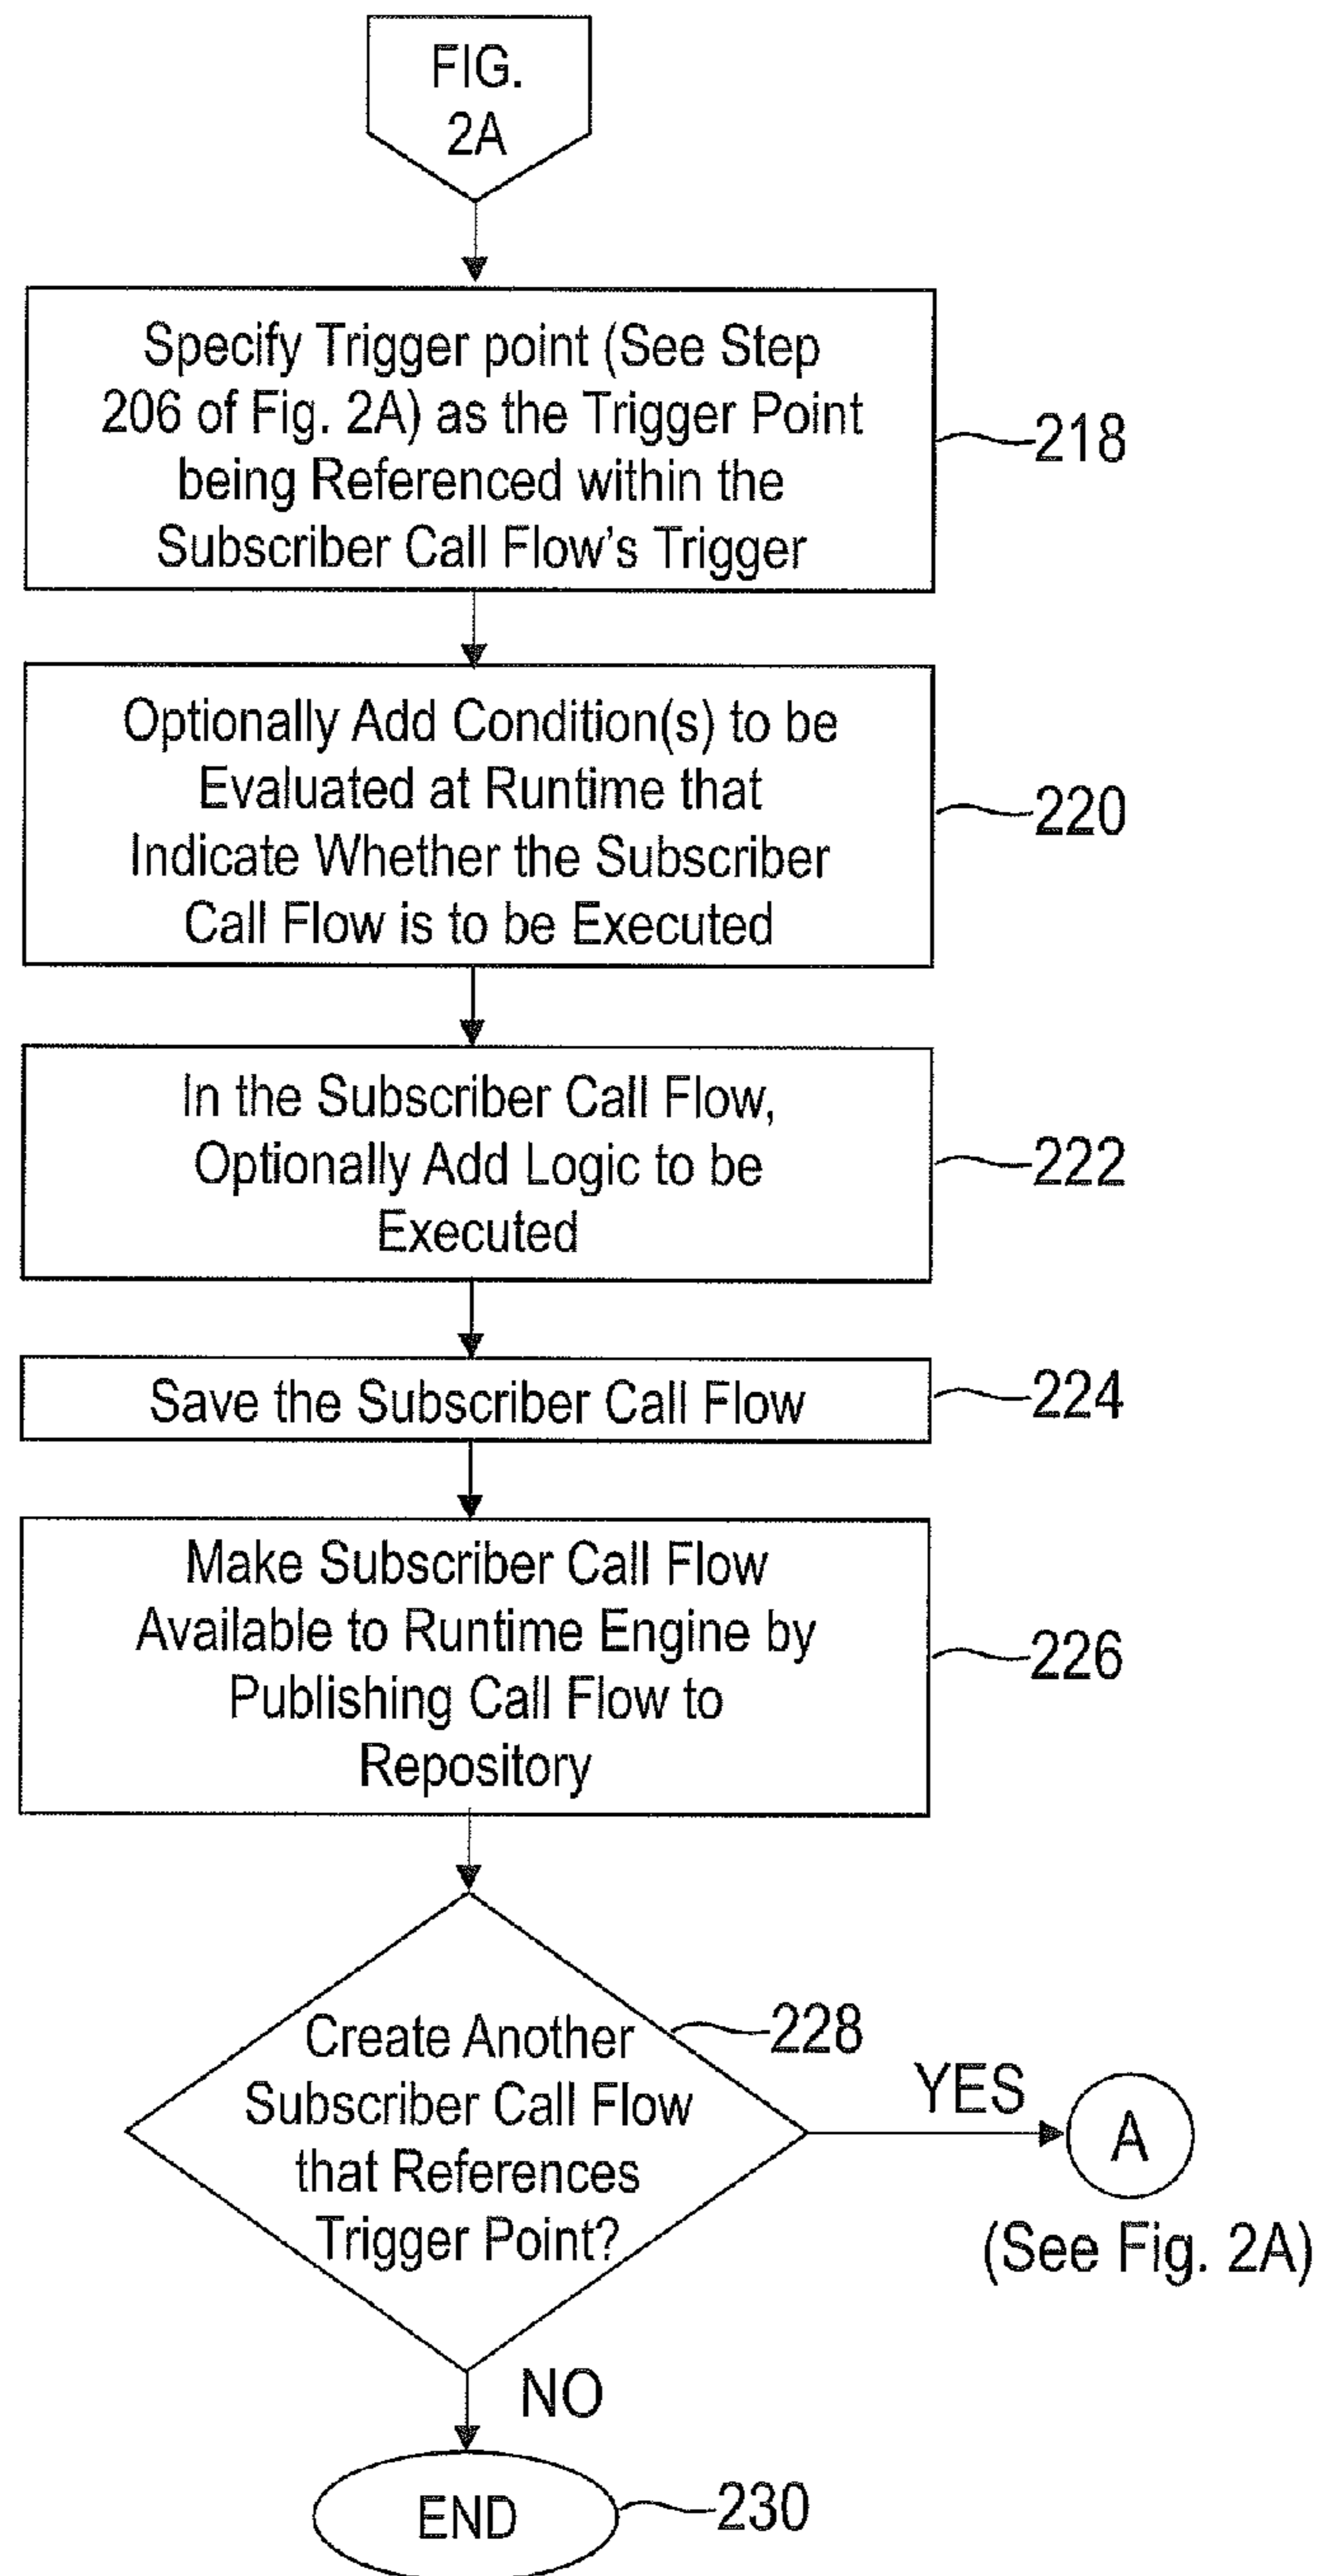 FIG.
2A
Specify Trigger point (See Step
206 of Fig. 2A) as the Trigger Point
being Referenced within the
Subscriber Call Flow's Trigger
218
Optionally Add Condition(s) to be
Evaluated at Runtime that
Indicate Whether the Subscriber
Call Flow is to be Executed
220
In the Subscriber Call Flow,
Optionally Add Logic to be
Executed
222
Save the Subscriber Call Flow
224
Make Subscriber Call Flow
Available to Runtime Engine by
Publishing Call Flow to
Repository
226
Create Another
Subscriber Call Flow
that References
Trigger Point?
228
YES
A
(See Fig. 2A)
NO
END
230